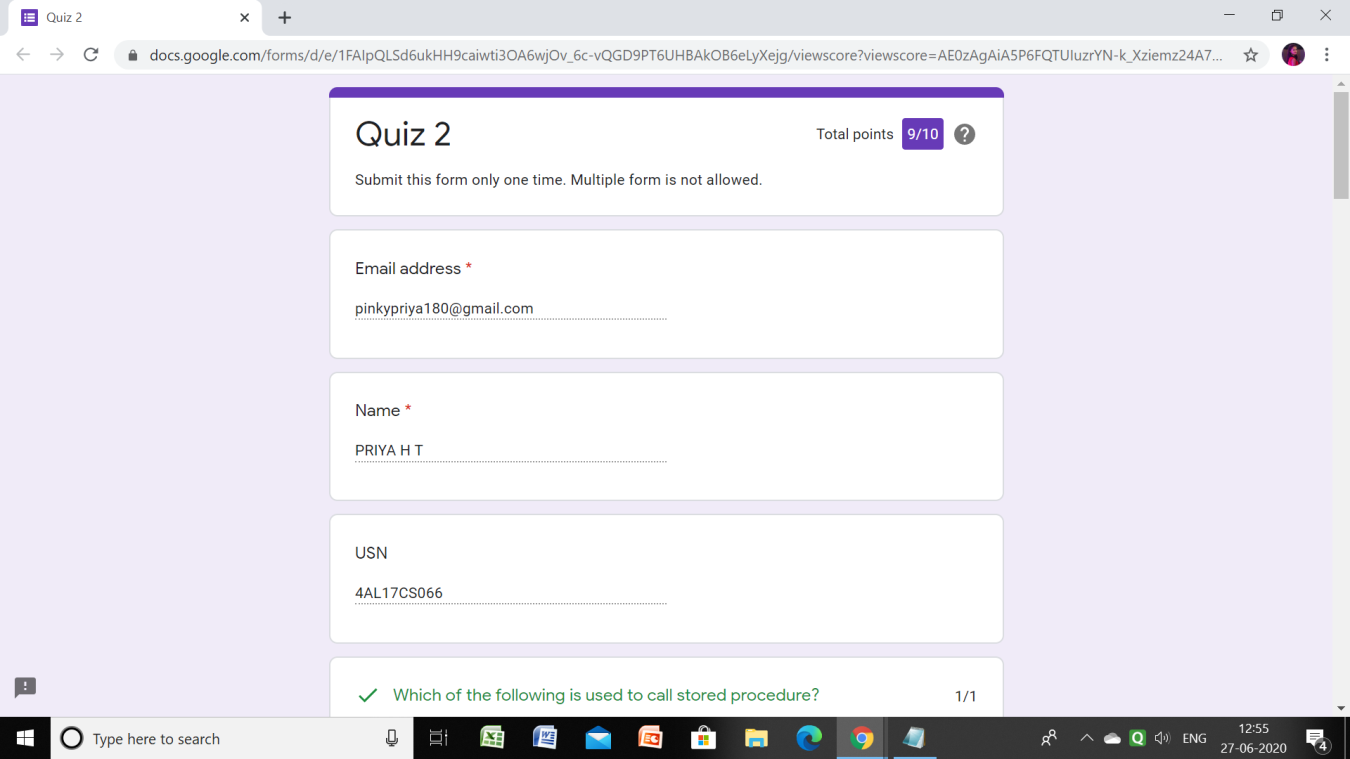 Quiz 2
docs.google.com/forms/d/e/1FAIpQLSd6ukHH9caiwti3OA6wjOv_6c-vQGD9PT6UHBAkOB6eLyXejg/viewscore?viewscore=AE0zAgAiA5P6FQTUIuzrYN-k_Xziemz24A7...
Quiz 2
Total points 9/10
Submit this form only one time. Multiple form is not allowed.
Email address *
pinkypriya180@gmail.com
Name *
PRIYA H T
USN
4AL17CS066
Which of the following is used to call stored procedure? 1/1
Type here to search
ENG
12:55
27-06-2020
4